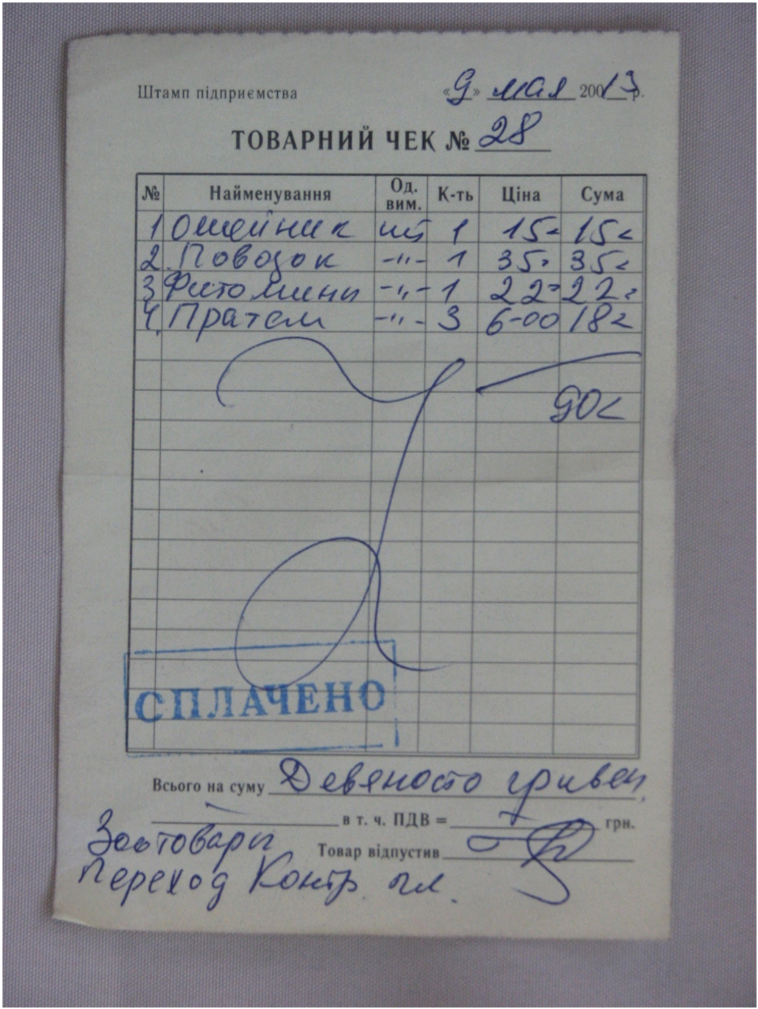 Штамп підприємства «9» мая 20013 р.
ТОВАРНИЙ ЧЕК № 28
№ Найменування Од. вим. К-ть Ціна Сума
1 Ошейник шт 1 15= 15=
2. Поводок -"- 1 35= 35=
3 Фитомины -"- 1 22= 22=
4. Пратем -"- 3 6-00 18=
90=
СПЛАЧЕНО
Всього на суму Девяносто гривен
в т. ч. ПДВ = грн.
Зоотовары Товар відпустив
Переход Контр. пл.